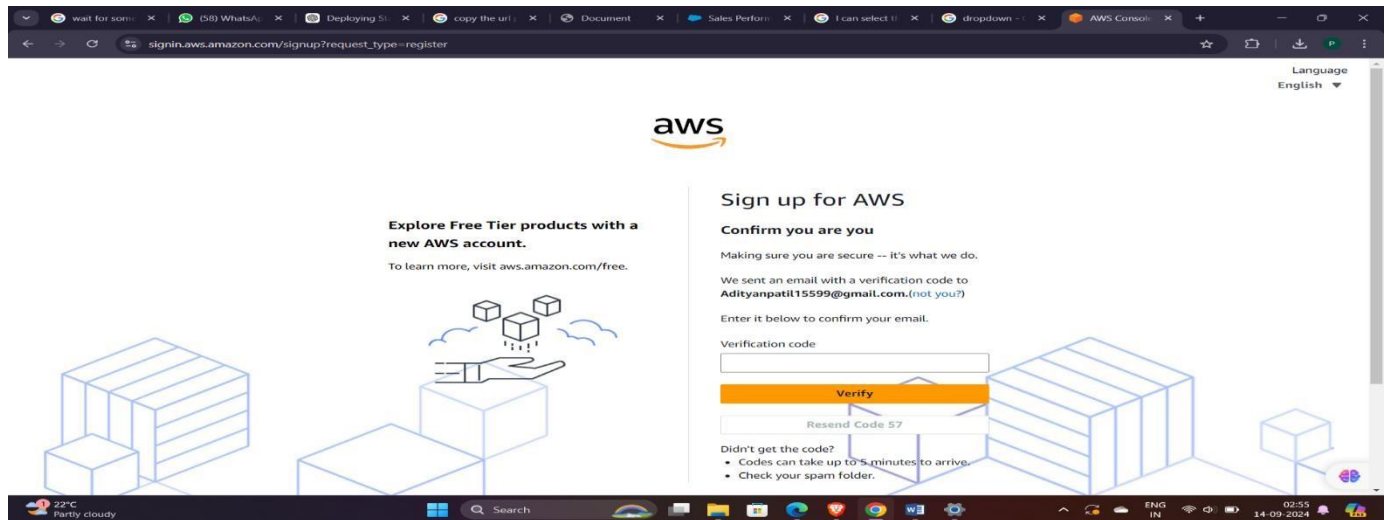 wait for som
(58) WhatsA
Deploying St
copy the url
Document
Sales Perform
I can select t
dropdown -
AWS Console
signin.aws.amazon.com/signup?request_type=register
P
Language
English
aws
Explore Free Tier products with a
new AWS account.
To learn more, visit aws.amazon.com/free.
Sign up for AWS
Confirm you are you
Making sure you are secure -- it's what we do.
We sent an email with a verification code to
Adityanpatil15599@gmail.com.(not you?)
Enter it below to confirm your email.
Verification code
Verify
Resend Code 57
Didn't get the code?
• Codes can take up to 5 minutes to arrive.
• Check your spam folder.
22°C
Partly cloudy
Search
ENG
IN
02:55
14-09-2024